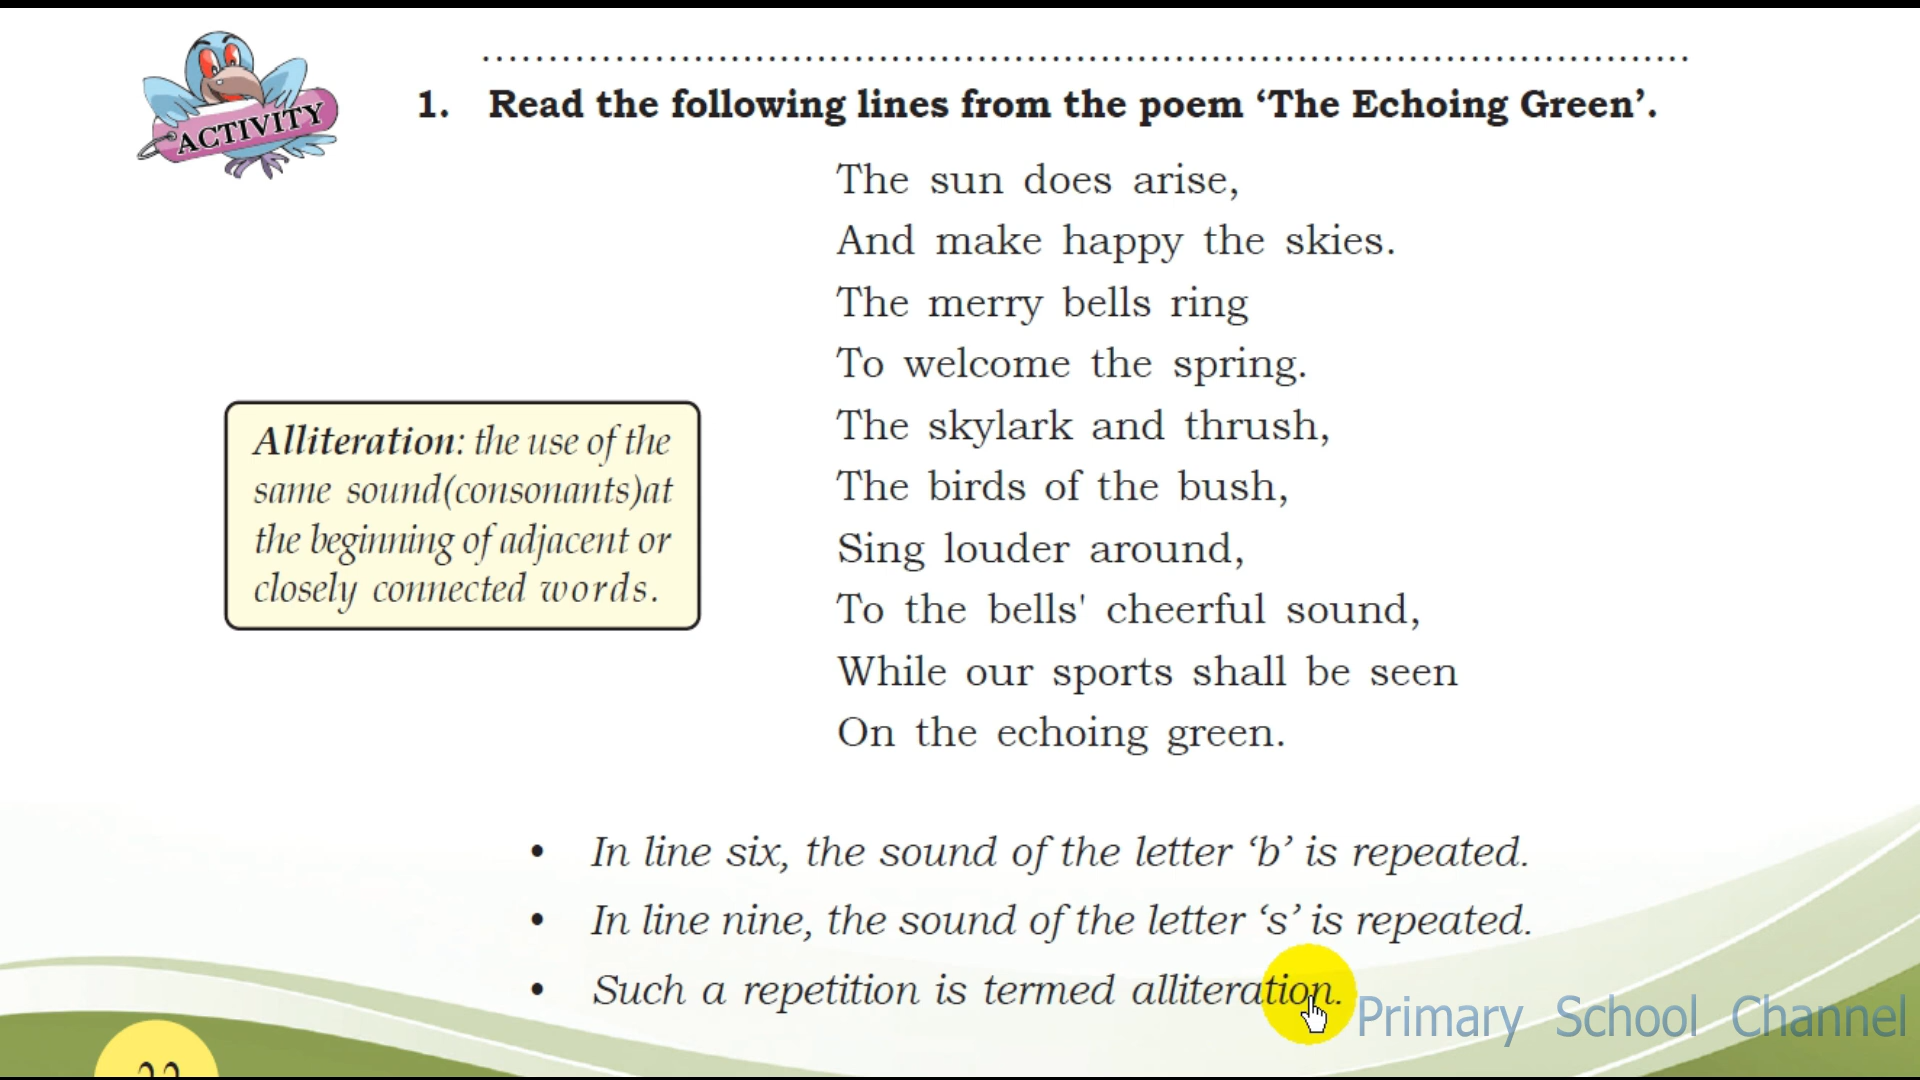 ACTIVITY
1. Read the following lines from the poem ‘The Echoing Green’.
The sun does arise,
And make happy the skies.
The merry bells ring
To welcome the spring.
The skylark and thrush,
The birds of the bush,
Sing louder around,
To the bells' cheerful sound,
While our sports shall be seen
On the echoing green.
Alliteration: the use of the
same sound(consonants)at
the beginning of adjacent or
closely connected words.
• In line six, the sound of the letter ‘b’ is repeated.
• In line nine, the sound of the letter ‘s’ is repeated.
• Such a repetition is termed alliteration.
Primary School Channel